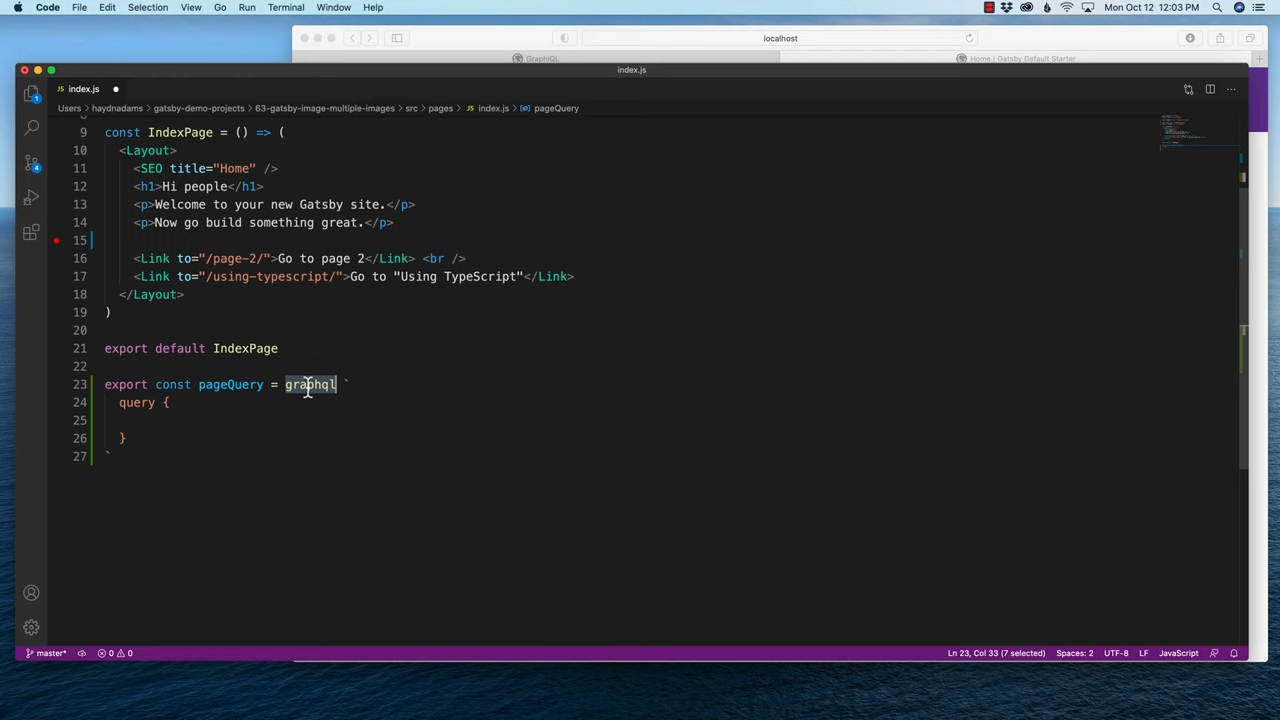 Code File Edit Selection View Go Run Terminal Window Help Mon Oct 12 12:03 PM
localhost
GraphiQL Home | Gatsby Default Starter
index.js
JS index.js
Users haydnadams gatsby-demo-projects 63-gatsby-image-multiple-images src pages JS index.js pageQuery
9 const IndexPage = () => (
10 <Layout>
11 <SEO title="Home" />
12 <h1>Hi people</h1>
13 <p>Welcome to your new Gatsby site.</p>
14 <p>Now go build something great.</p>
15
16 <Link to="/page-2/">Go to page 2</Link> <br />
17 <Link to="/using-typescript/">Go to "Using TypeScript"</Link>
18 </Layout>
19 )
20
21 export default IndexPage
22
23 export const pageQuery = graphql `
24 query {
25
26 }
27 `
1
4
master* 0 0 Ln 23, Col 33 (7 selected) Spaces: 2 UTF-8 LF JavaScript